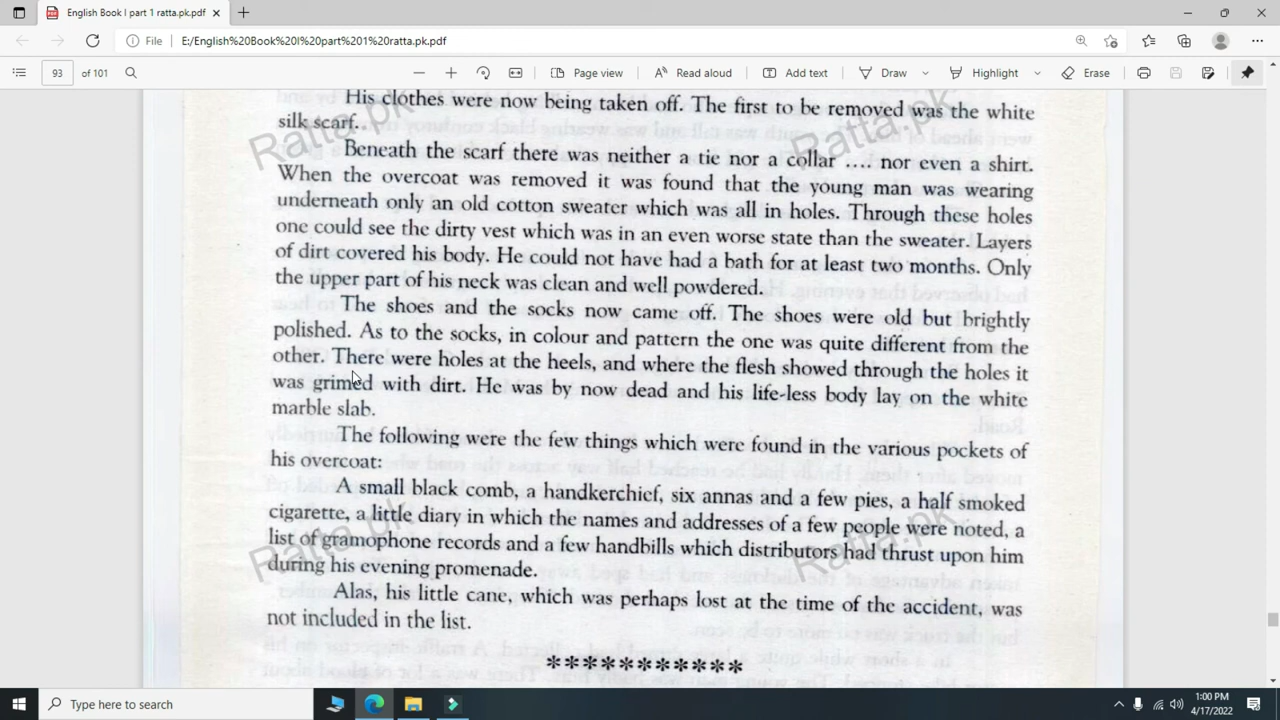 English Book I part 1 ratta.pk.pdf
File E:/English%20Book%20I%20part%201%20ratta.pk.pdf
93 of 101 Page view Read aloud Add text Draw Highlight Erase
His clothes were now being taken off. The first to be removed was the white
silk scarf.
Beneath the scarf there was neither a tie nor a collar .... nor even a shirt.
When the overcoat was removed it was found that the young man was wearing
underneath only an old cotton sweater which was all in holes. Through these holes
one could see the dirty vest which was in an even worse state than the sweater. Layers
of dirt covered his body. He could not have had a bath for at least two months. Only
the upper part of his neck was clean and well powdered.
The shoes and the socks now came off. The shoes were old but brightly
polished. As to the socks, in colour and pattern the one was quite different from the
other. There were holes at the heels, and where the flesh showed through the holes it
was grimed with dirt. He was by now dead and his life-less body lay on the white
marble slab.
The following were the few things which were found in the various pockets of
his overcoat:
A small black comb, a handkerchief, six annas and a few pies, a half smoked
cigarette, a little diary in which the names and addresses of a few people were noted, a
list of gramophone records and a few handbills which distributors had thrust upon him
during his evening promenade.
Alas, his little cane, which was perhaps lost at the time of the accident, was
not included in the list.
***********
Ratta.pk
Ratta.pk
Ratta.pk
Ratta.pk
Type here to search
1:00 PM
4/17/2022